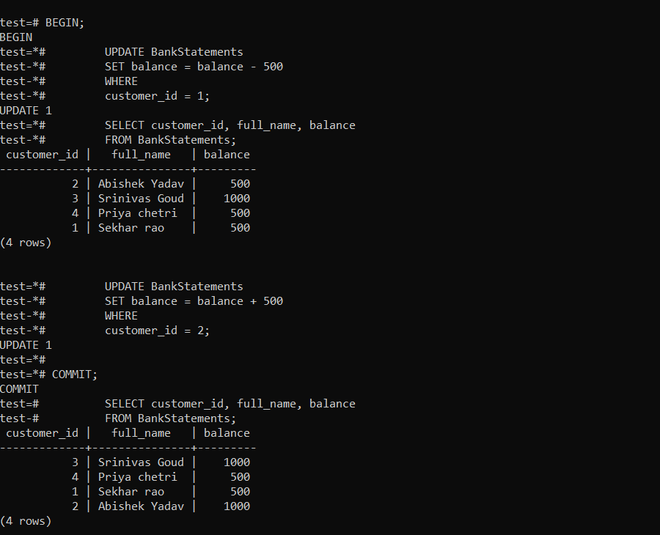 test=# BEGIN;
BEGIN
test=*#         UPDATE BankStatements
test-*#         SET balance = balance - 500
test-*#         WHERE
test-*#         customer_id = 1;
UPDATE 1
test=*#         SELECT customer_id, full_name, balance
test-*#         FROM BankStatements;
 customer_id |   full_name   | balance
-------------+---------------+---------
           2 | Abishek Yadav |     500
           3 | Srinivas Goud |    1000
           4 | Priya chetri  |     500
           1 | Sekhar rao    |     500
(4 rows)
test=*#         UPDATE BankStatements
test-*#         SET balance = balance + 500
test-*#         WHERE
test-*#         customer_id = 2;
UPDATE 1
test=*#
test=*# COMMIT;
COMMIT
test=#          SELECT customer_id, full_name, balance
test-#          FROM BankStatements;
 customer_id |   full_name   | balance
-------------+---------------+---------
           3 | Srinivas Goud |    1000
           4 | Priya chetri  |     500
           1 | Sekhar rao    |     500
           2 | Abishek Yadav |    1000
(4 rows)